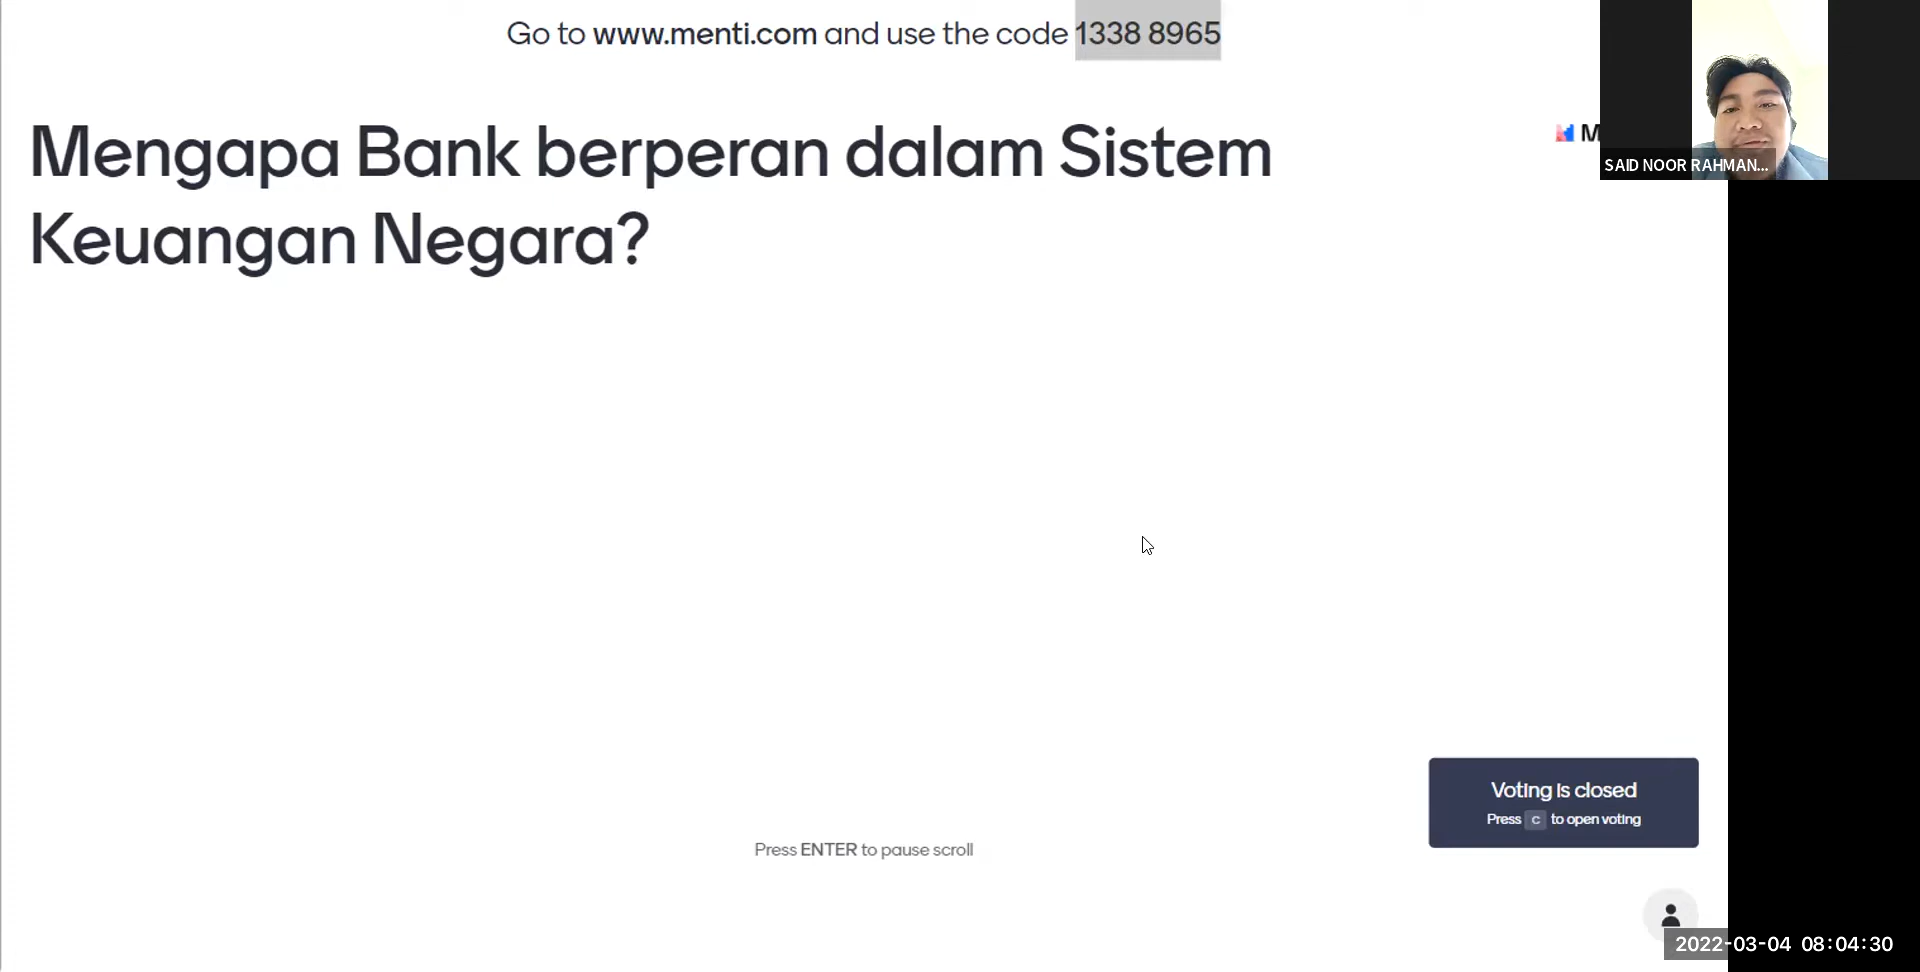 Go to www.menti.com and use the code 1338 8965
Mengapa Bank berperan dalam Sistem
Keuangan Negara?
M
SAID NOOR RAHMAN...
Voting is closed
Press C to open voting
Press ENTER to pause scroll
2022-03-04 08:04:30